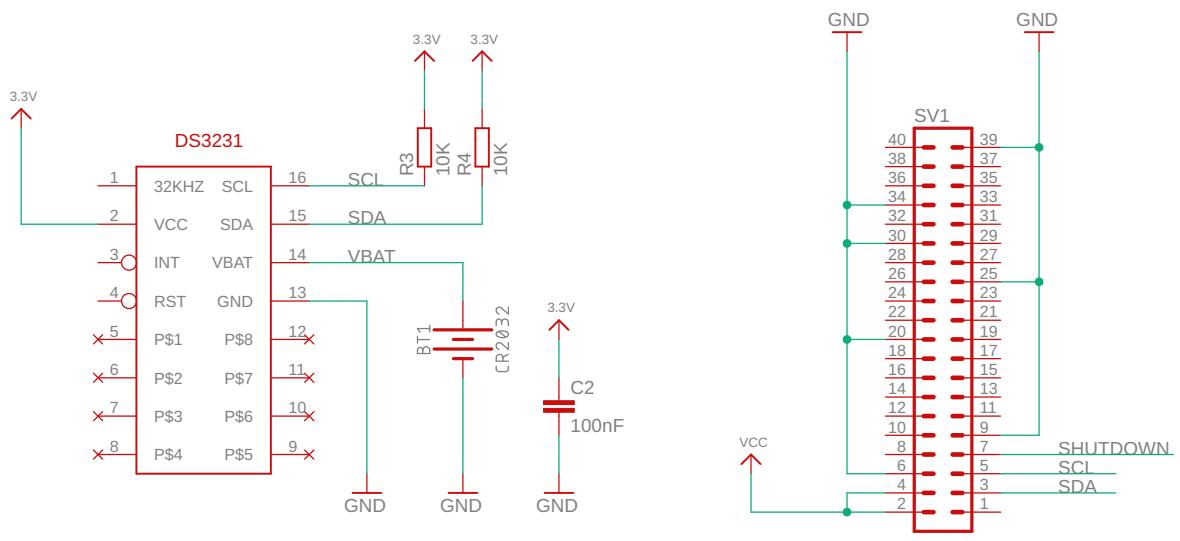 GND GND
3.3V 3.3V
3.3V
SV1
DS3231
R3 10K R4 10K
1 32KHZ SCL 16 SCL
2 VCC SDA 15 SDA
3 INT VBAT 14 VBAT
4 RST GND 13
5 P$1 P$8 12
6 P$2 P$7 11
7 P$3 P$6 10
8 P$4 P$5 9
BT1 CR2032
3.3V
C2
100nF
GND GND GND
40 39
38 37
36 35
34 33
32 31
30 29
28 27
26 25
24 23
22 21
20 19
18 17
16 15
14 13
12 11
10 9
8 7 SHUTDOWN
6 5 SCL
4 3 SDA
2 1
VCC